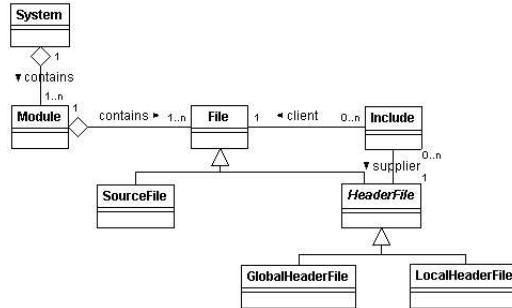 System
1
contains
1..n
Module
1
contains
1..n
File
1
client
0..n
Include
0..n
supplier
1
SourceFile
HeaderFile
GlobalHeaderFile
LocalHeaderFile